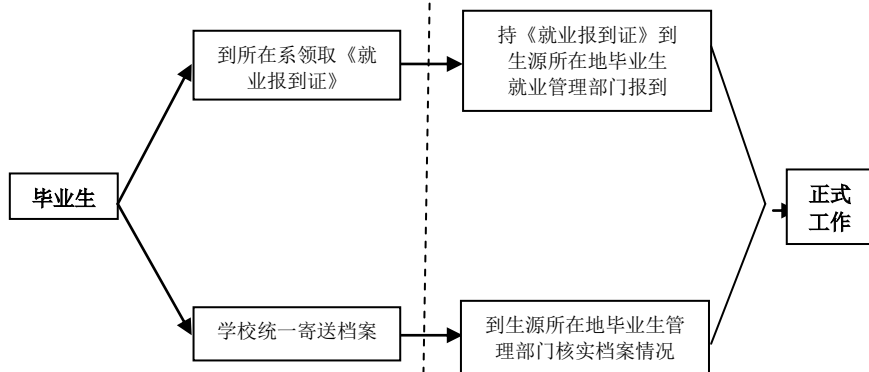 到所在系领取《就
业报到证》
持《就业报到证》到
生源所在地毕业生
就业管理部门报到
毕业生
正式
工作
学校统一寄送档案
到生源所在地毕业生管
理部门核实档案情况